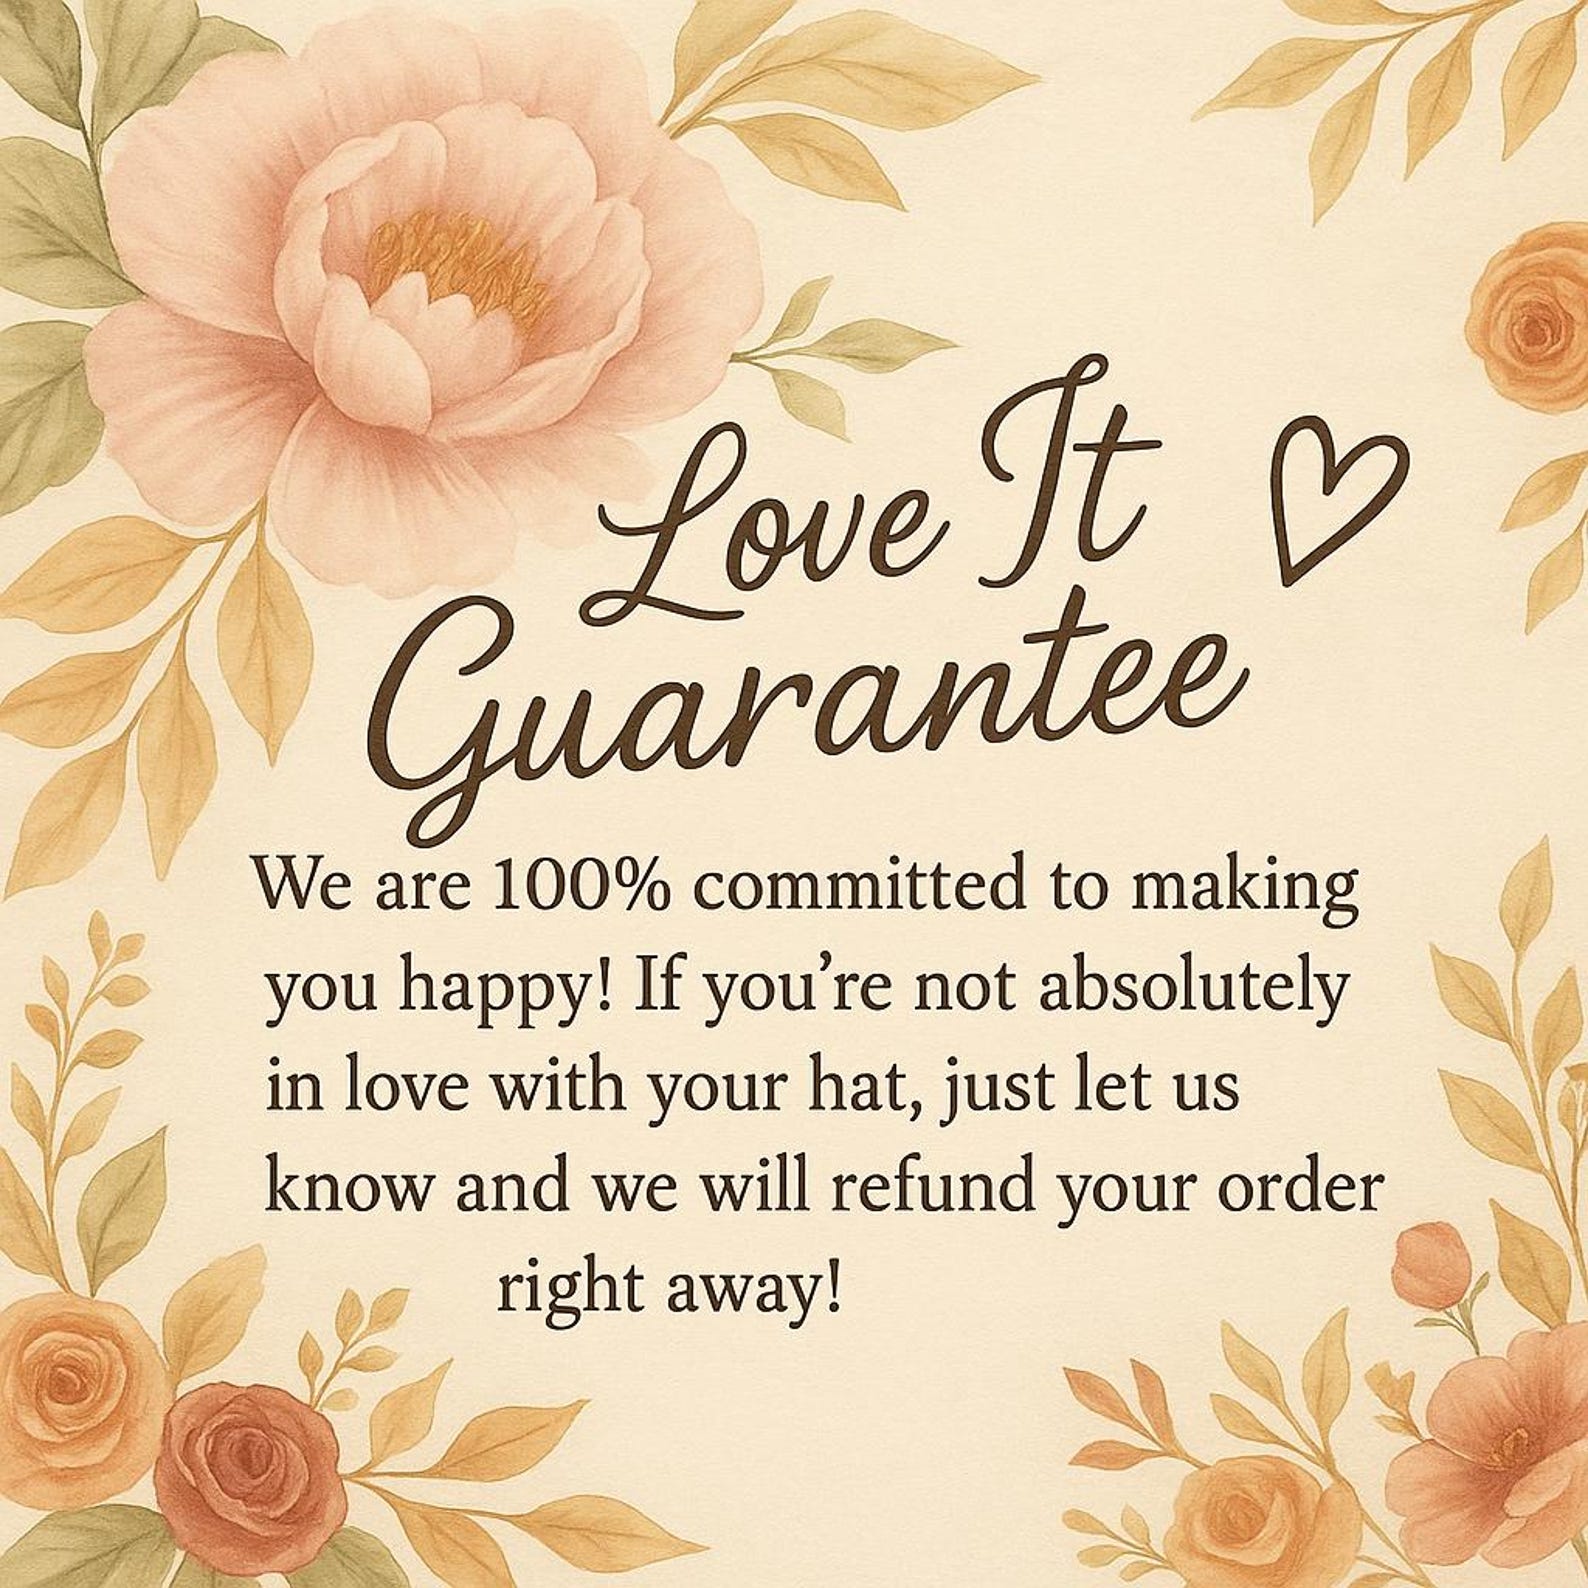 Love It
Guarantee
We are 100% committed to making
you happy! If you’re not absolutely
in love with your hat, just let us
know and we will refund your order
right away!